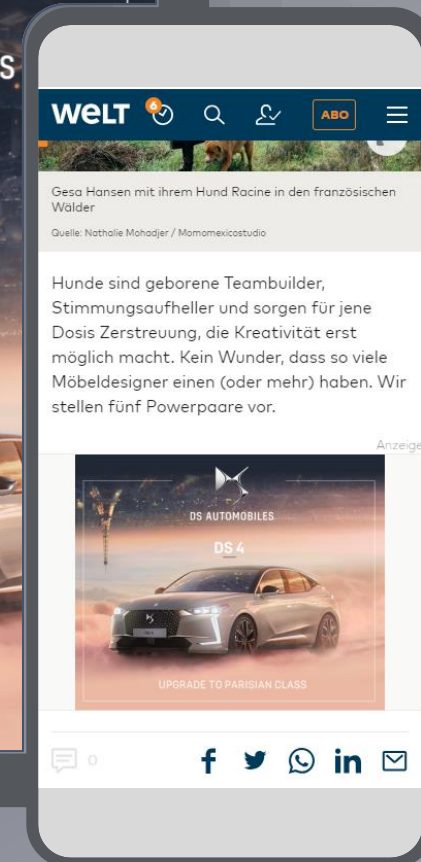 S
WELT
6
ABO
Gesa Hansen mit ihrem Hund Racine in den französischen
Wälder
Quelle: Nathalie Mohadjer / Momomexicostudio
Hunde sind geborene Teambuilder,
Stimmungsaufheller und sorgen für jene
Dosis Zerstreuung, die Kreativität erst
möglich macht. Kein Wunder, dass so viele
Möbeldesigner einen (oder mehr) haben. Wir
stellen fünf Powerpaare vor.
Anzeige
DS AUTOMOBILES
DS 4
UPGRADE TO PARISIAN CLASS
0